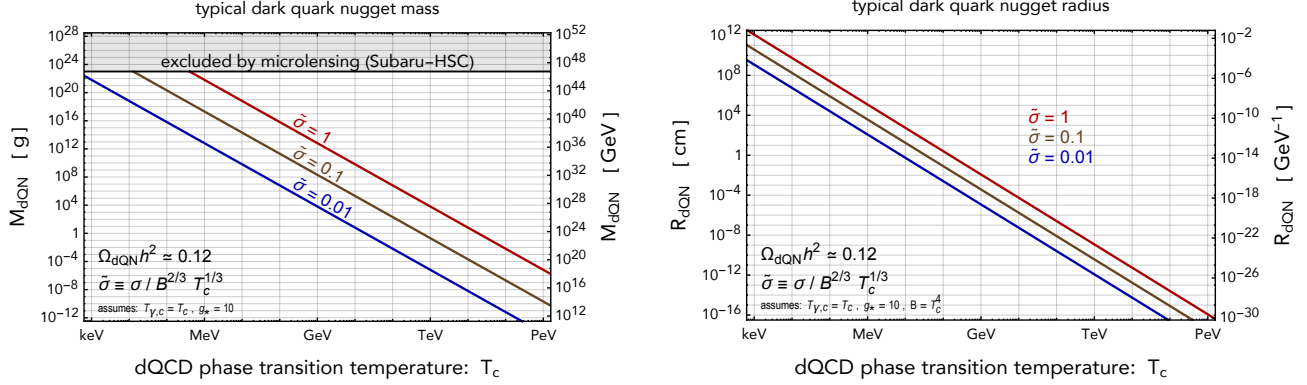 typical dark quark nugget mass
10^28
10^24
10^20
10^16
10^12
10^8
10^4
1
10^-4
10^-8
10^-12
M_dQN [ g ]
excluded by microlensing (Subaru-HSC)
σ̃ = 1
σ̃ = 0.1
σ̃ = 0.01
Ω_dQN h^2 ≃ 0.12
σ̃ ≡ σ / B^2/3 T_c^1/3
assumes: T_γ,c = T_c , g_* = 10
10^52
10^48
10^44
10^40
10^36
10^32
10^28
10^24
10^20
10^16
10^12
M_dQN [ GeV ]
keV MeV GeV TeV PeV
dQCD phase transition temperature: T_c
typical dark quark nugget radius
10^12
10^8
10^4
1
10^-4
10^-8
10^-12
10^-16
R_dQN [ cm ]
σ̃ = 1
σ̃ = 0.1
σ̃ = 0.01
Ω_dQN h^2 ≃ 0.12
σ̃ ≡ σ / B^2/3 T_c^1/3
assumes: T_γ,c = T_c , g_* = 10 , B = T_c^4
10^-2
10^-6
10^-10
10^-14
10^-18
10^-22
10^-26
10^-30
R_dQN [ GeV^-1 ]
keV MeV GeV TeV PeV
dQCD phase transition temperature: T_c